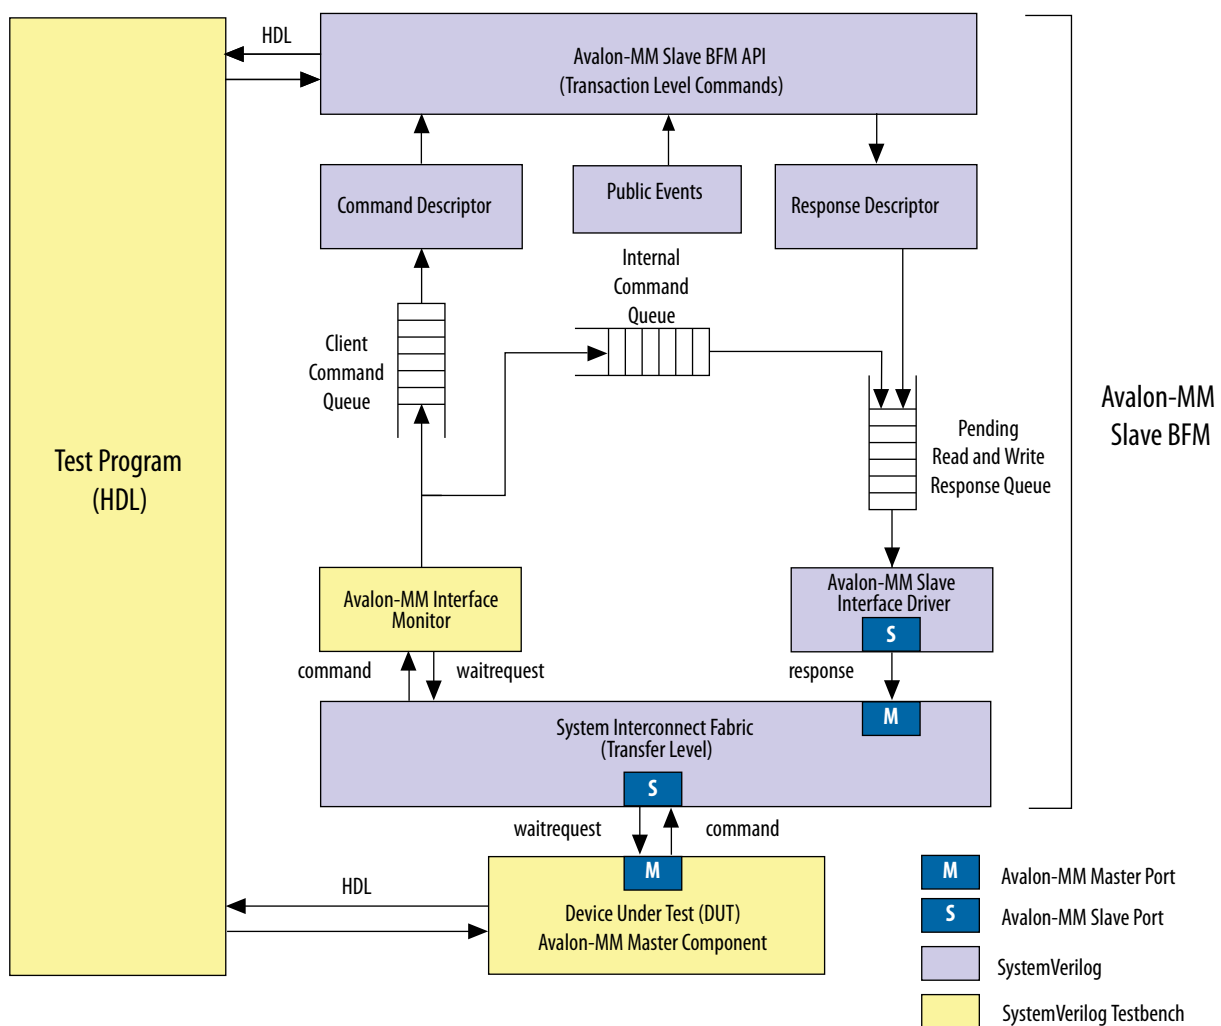 HDL
Avalon-MM Slave BFM API
(Transaction Level Commands)
Command Descriptor
Public Events
Response Descriptor
Internal
Command
Queue
Client
Command
Queue
Pending
Read and Write
Response Queue
Avalon-MM
Slave BFM
Test Program
(HDL)
Avalon-MM Interface
Monitor
Avalon-MM Slave
Interface Driver
S
command
waitrequest
response
M
System Interconnect Fabric
(Transfer Level)
S
waitrequest
command
M
HDL
Device Under Test (DUT)
Avalon-MM Master Component
M
Avalon-MM Master Port
S
Avalon-MM Slave Port
SystemVerilog
SystemVerilog Testbench